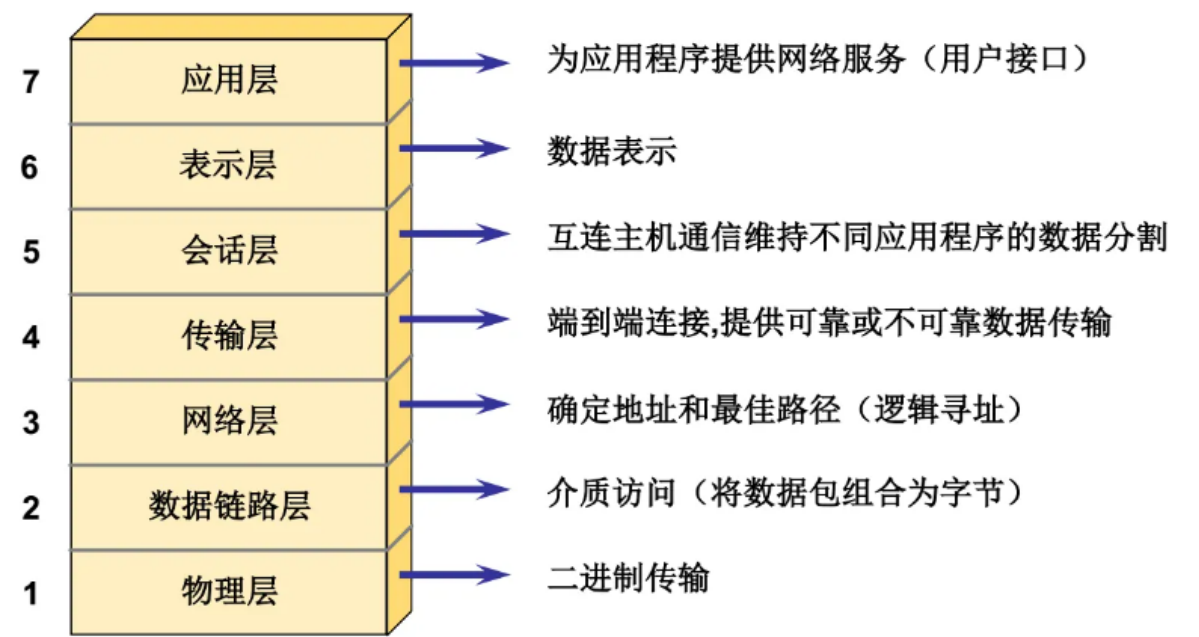 7 应用层 为应用程序提供网络服务（用户接口）
6 表示层 数据表示
5 会话层 互连主机通信维持不同应用程序的数据分割
4 传输层 端到端连接,提供可靠或不可靠数据传输
3 网络层 确定地址和最佳路径（逻辑寻址）
2 数据链路层 介质访问（将数据包组合为字节）
1 物理层 二进制传输